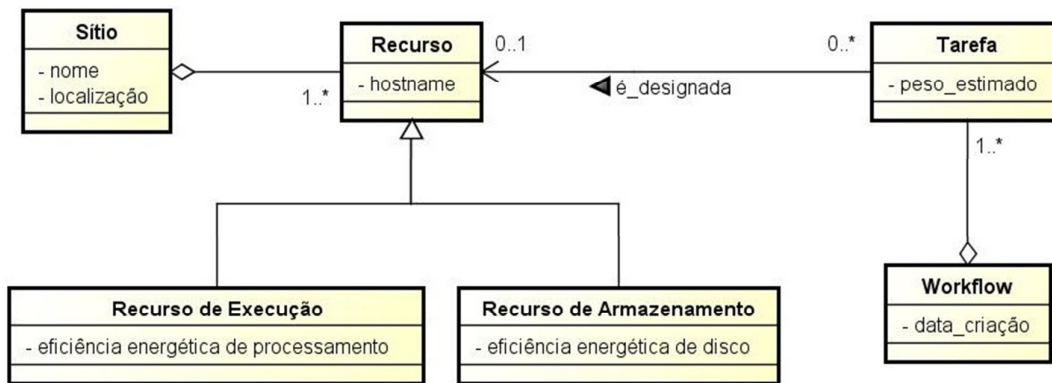 Sítio
- nome
- localização
1..*
Recurso
- hostname
0..1
0..*
é_designada
Tarefa
- peso_estimado
1..*
Recurso de Execução
- eficiência energética de processamento
Recurso de Armazenamento
- eficiência energética de disco
Workflow
- data_criação